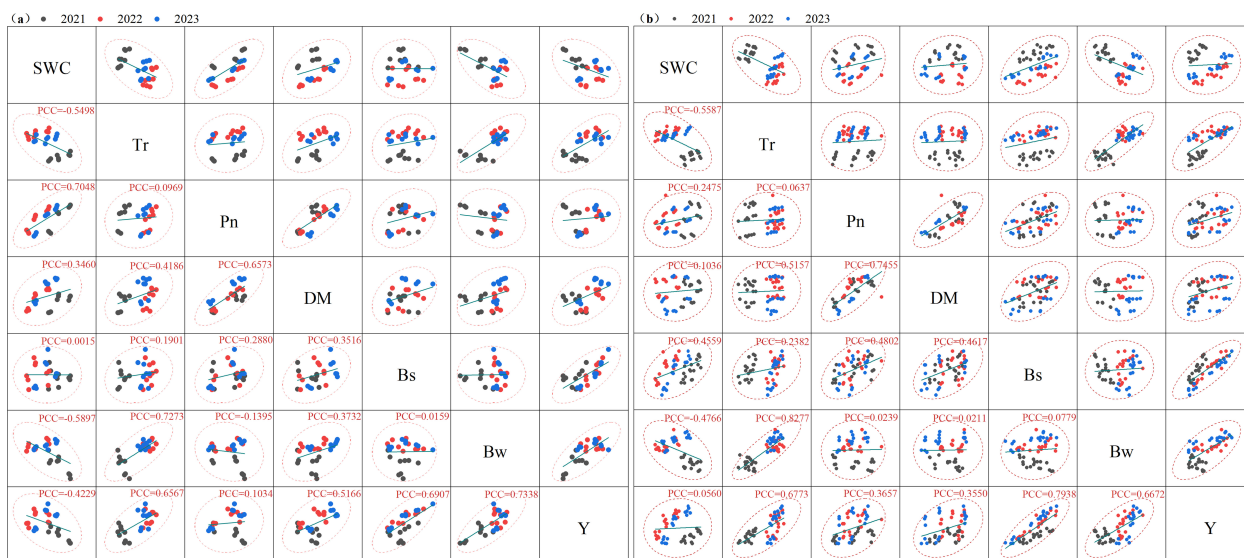 (a) 2021 2022 2023
SWC
PCC=-0.5498
Tr
PCC=0.7048 PCC=0.0969
Pn
PCC=0.3460 PCC=0.4186 PCC=0.6573
DM
PCC=0.0015 PCC=0.1901 PCC=0.2880 PCC=0.3516
Bs
PCC=-0.5897 PCC=0.7273 PCC=-0.1395 PCC=0.3732 PCC=0.0159
Bw
PCC=-0.4229 PCC=0.6567 PCC=0.1034 PCC=0.5166 PCC=0.6907 PCC=0.7338
Y
(b) 2021 2022 2023
SWC
PCC=-0.5587
Tr
PCC=0.2475 PCC=0.0637
Pn
PCC=0.1036 PCC=0.5157 PCC=0.7455
DM
PCC=0.4559 PCC=0.2382 PCC=0.4802 PCC=0.4617
Bs
PCC=-0.4766 PCC=0.8277 PCC=0.0239 PCC=0.0211 PCC=0.0779
Bw
PCC=0.0560 PCC=0.6773 PCC=0.3657 PCC=0.3550 PCC=0.7938 PCC=0.6672
Y